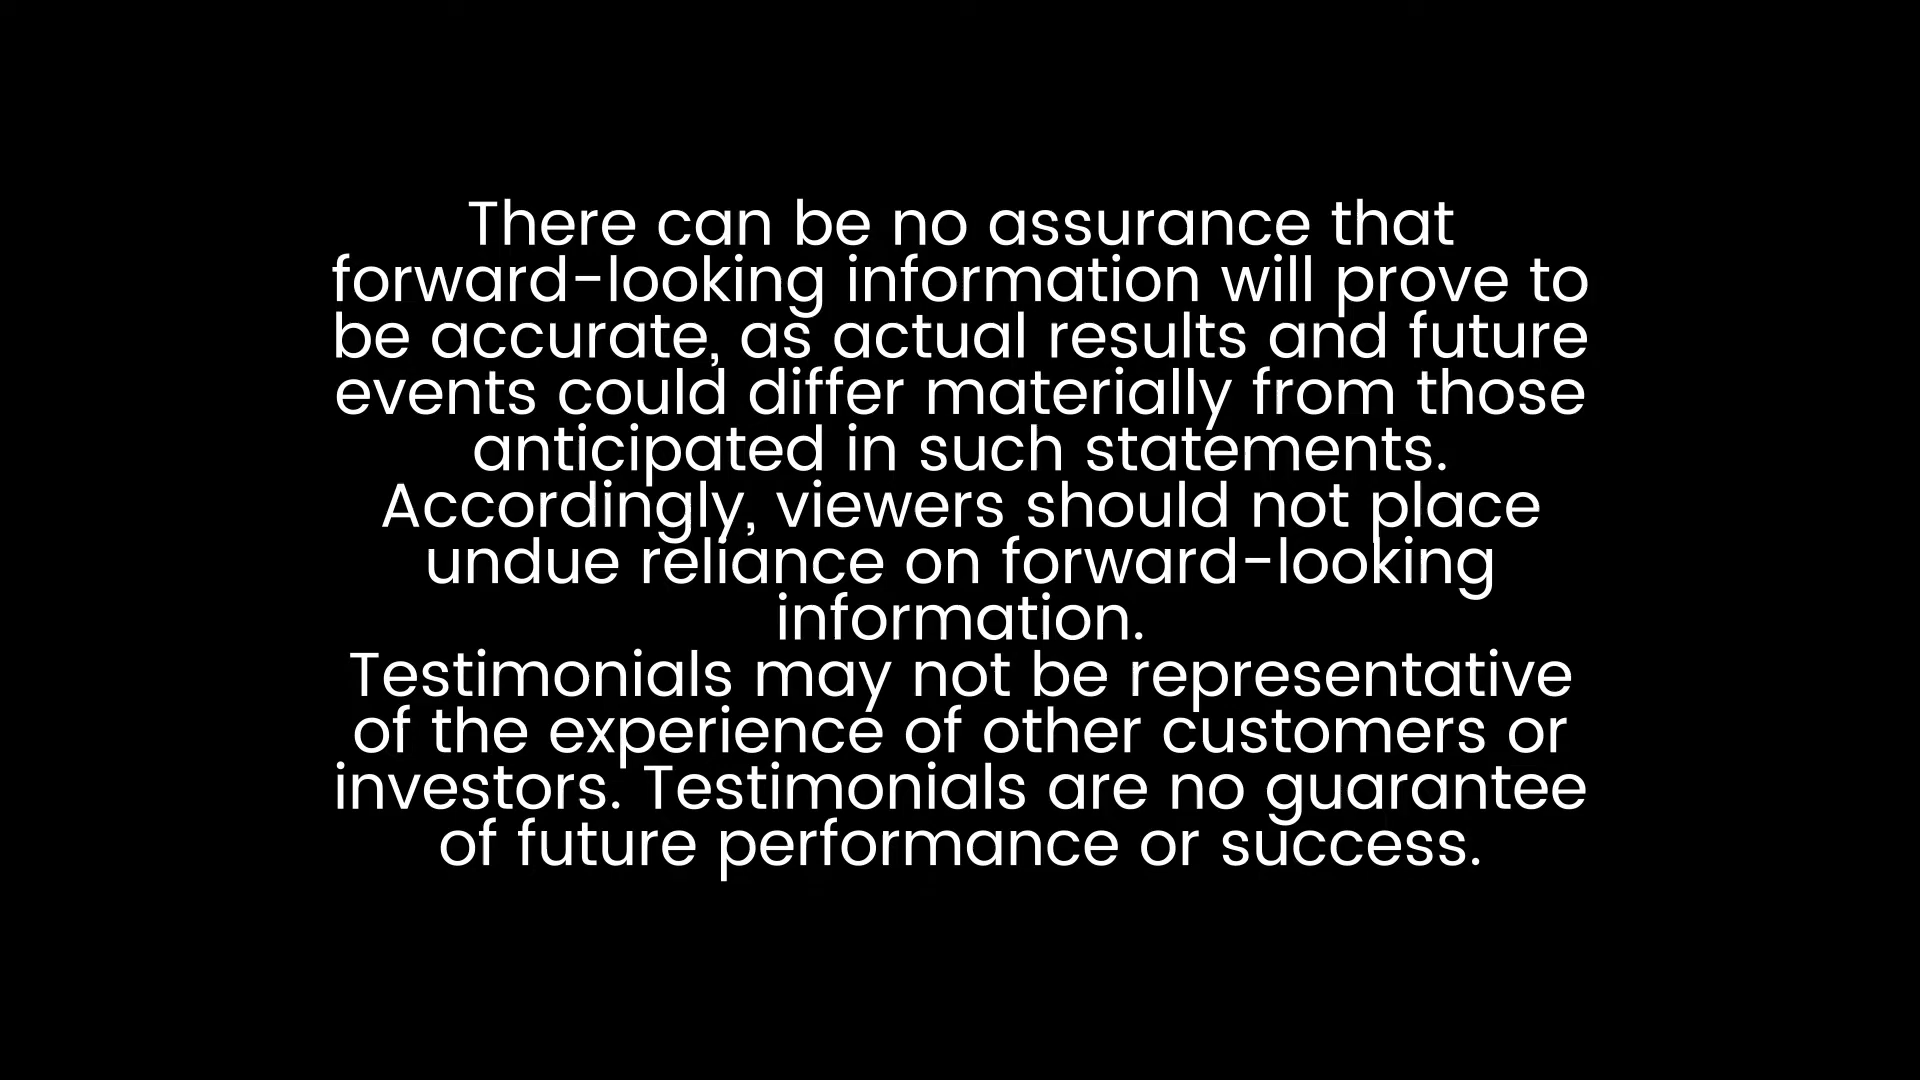 There can be no assurance that
forward-looking information will prove to
be accurate, as actual results and future
events could differ materially from those
anticipated in such statements.
Accordingly, viewers should not place
undue reliance on forward-looking
information.
Testimonials may not be representative
of the experience of other customers or
investors. Testimonials are no guarantee
of future performance or success.